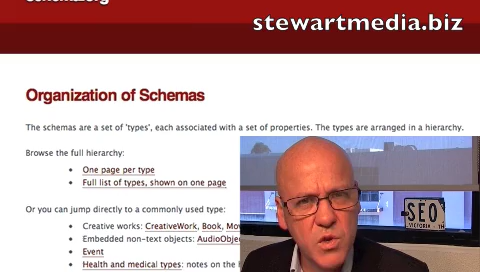 stewartmedia.biz
Organization of Schemas
The schemas are a set of 'types', each associated with a set of properties. The types are arranged in a hierarchy.
Browse the full hierarchy:
• One page per type
• Full list of types, shown on one page
Or you can jump directly to a commonly used type:
• Creative works: CreativeWork, Book, Mov
• Embedded non-text objects: AudioObjec
• Event
• Health and medical types: notes on the h
SEO
VICTORIA